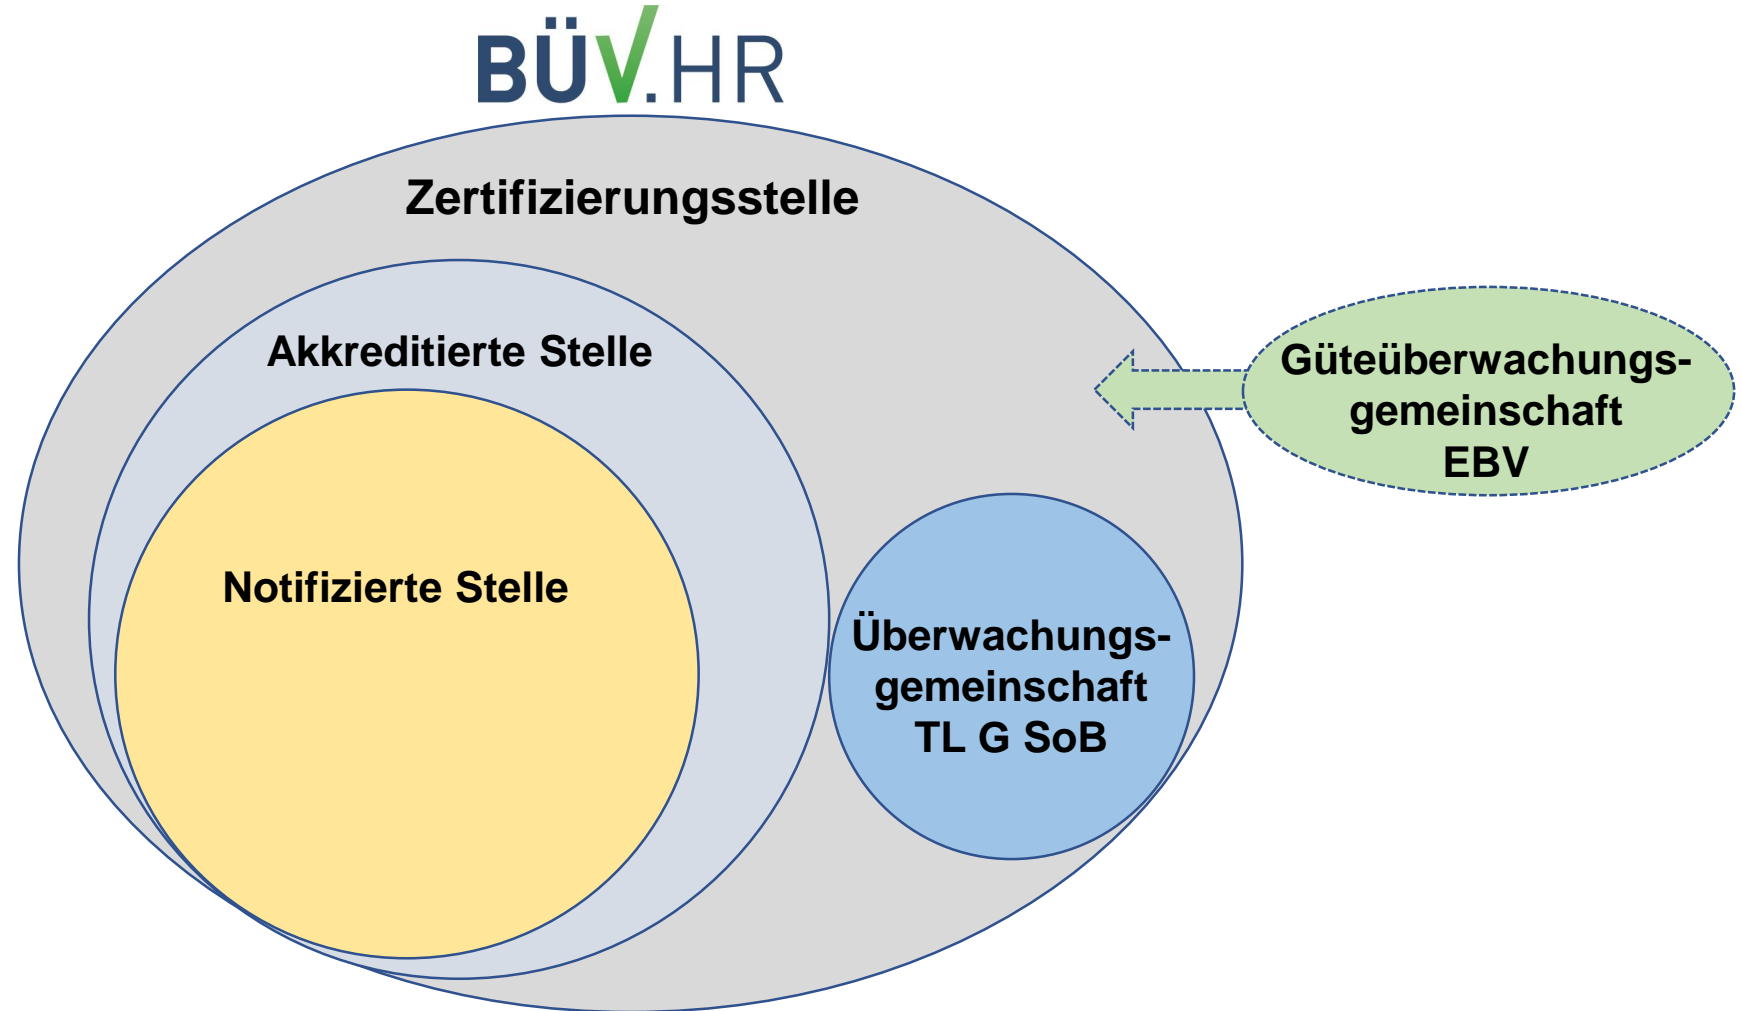 BÜV.HR
Zertifizierungsstelle
Akkreditierte Stelle
Notifizierte Stelle
Überwachungs-
gemeinschaft
TL G SoB
Güteüberwachungs-
gemeinschaft
EBV